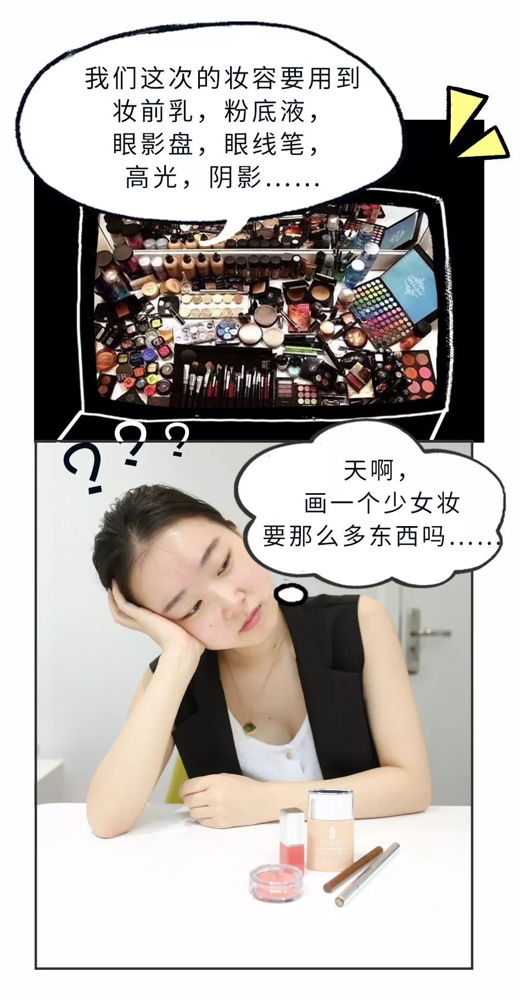 我们这次的妆容要用到
妆前乳，粉底液，
眼影盘，眼线笔，
高光，阴影……
? ? ?
天啊，
画一个少女妆
要那么多东西吗……
CLINIQUE